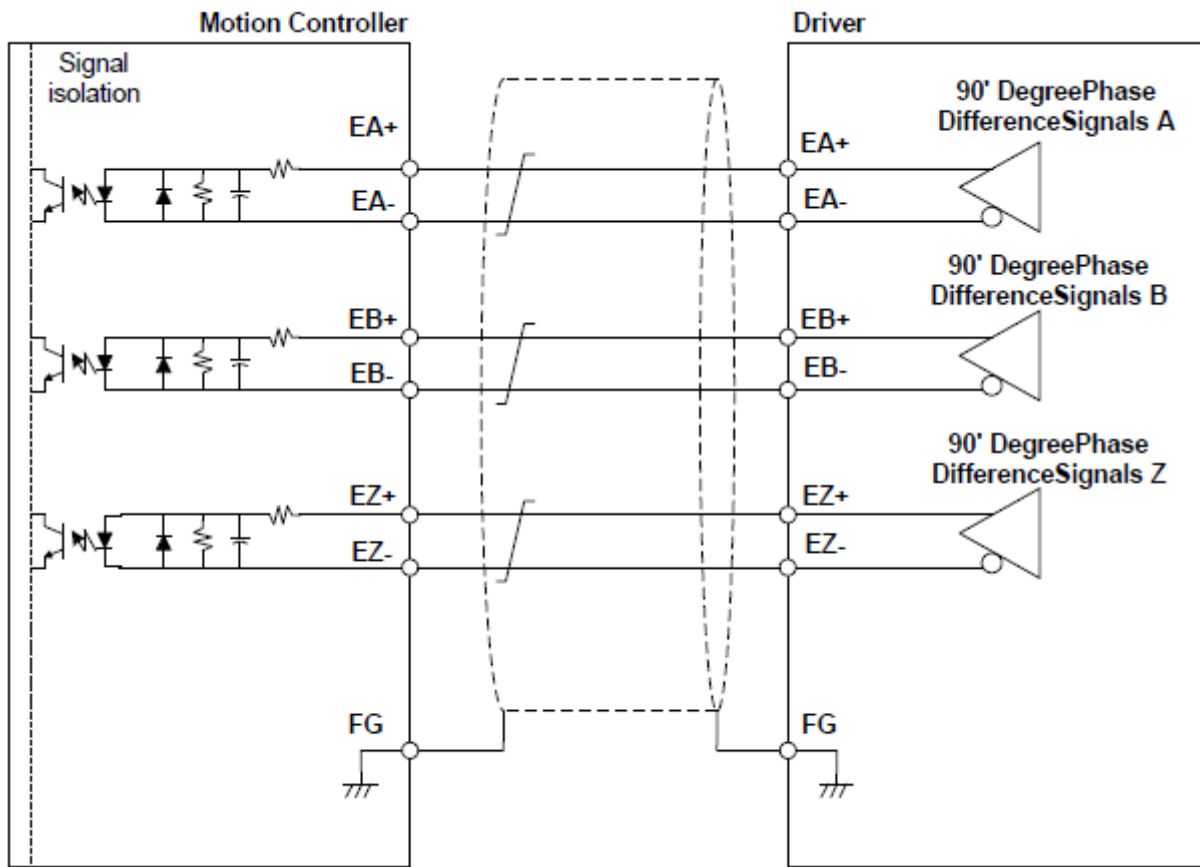 Motion Controller
Driver
Signal
isolation
90' DegreePhase
DifferenceSignals A
EA+
EA+
EA-
EA-
90' DegreePhase
DifferenceSignals B
EB+
EB+
EB-
EB-
90' DegreePhase
DifferenceSignals Z
EZ+
EZ+
EZ-
EZ-
FG
FG